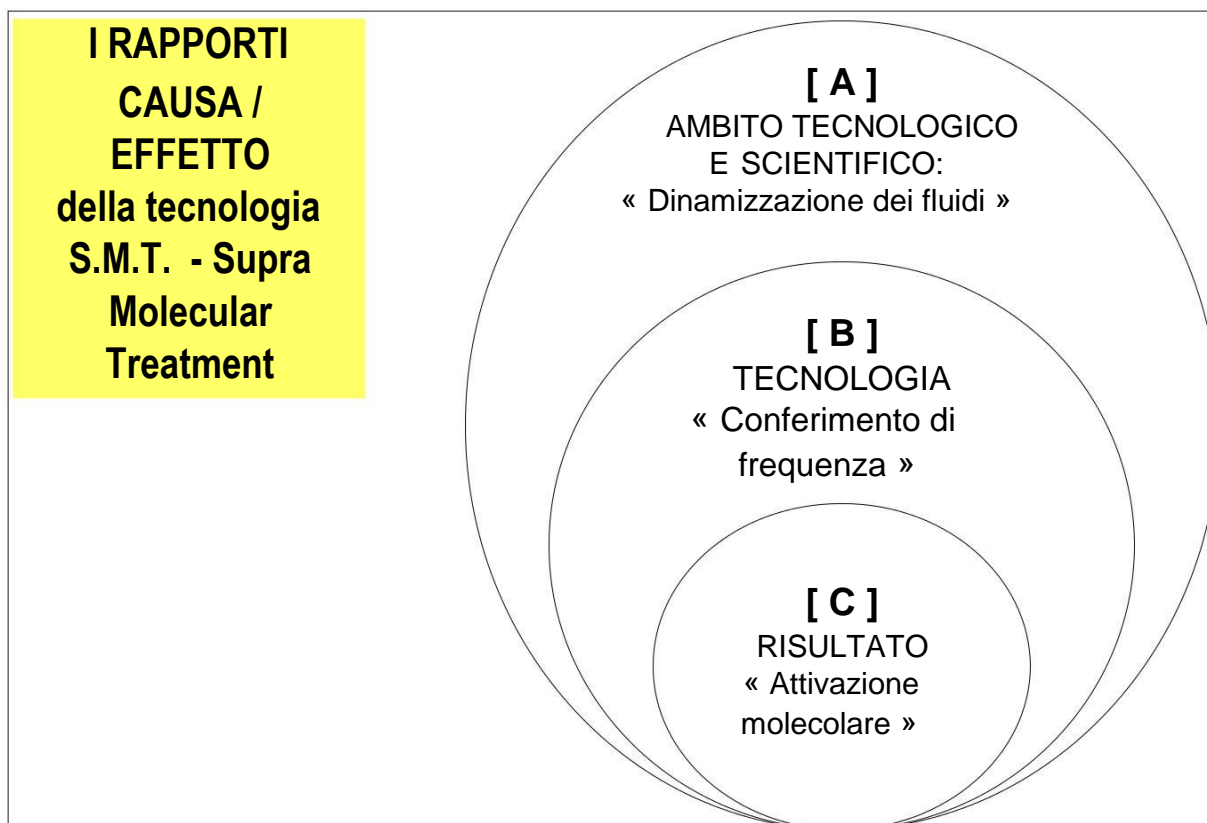 I RAPPORTI
CAUSA /
EFFETTO
della tecnologia
S.M.T. - Supra
Molecular
Treatment
[ A ]
AMBITO TECNOLOGICO
E SCIENTIFICO:
« Dinamizzazione dei fluidi »
[ B ]
TECNOLOGIA
« Conferimento di
frequenza »
[ C ]
RISULTATO
« Attivazione
molecolare »